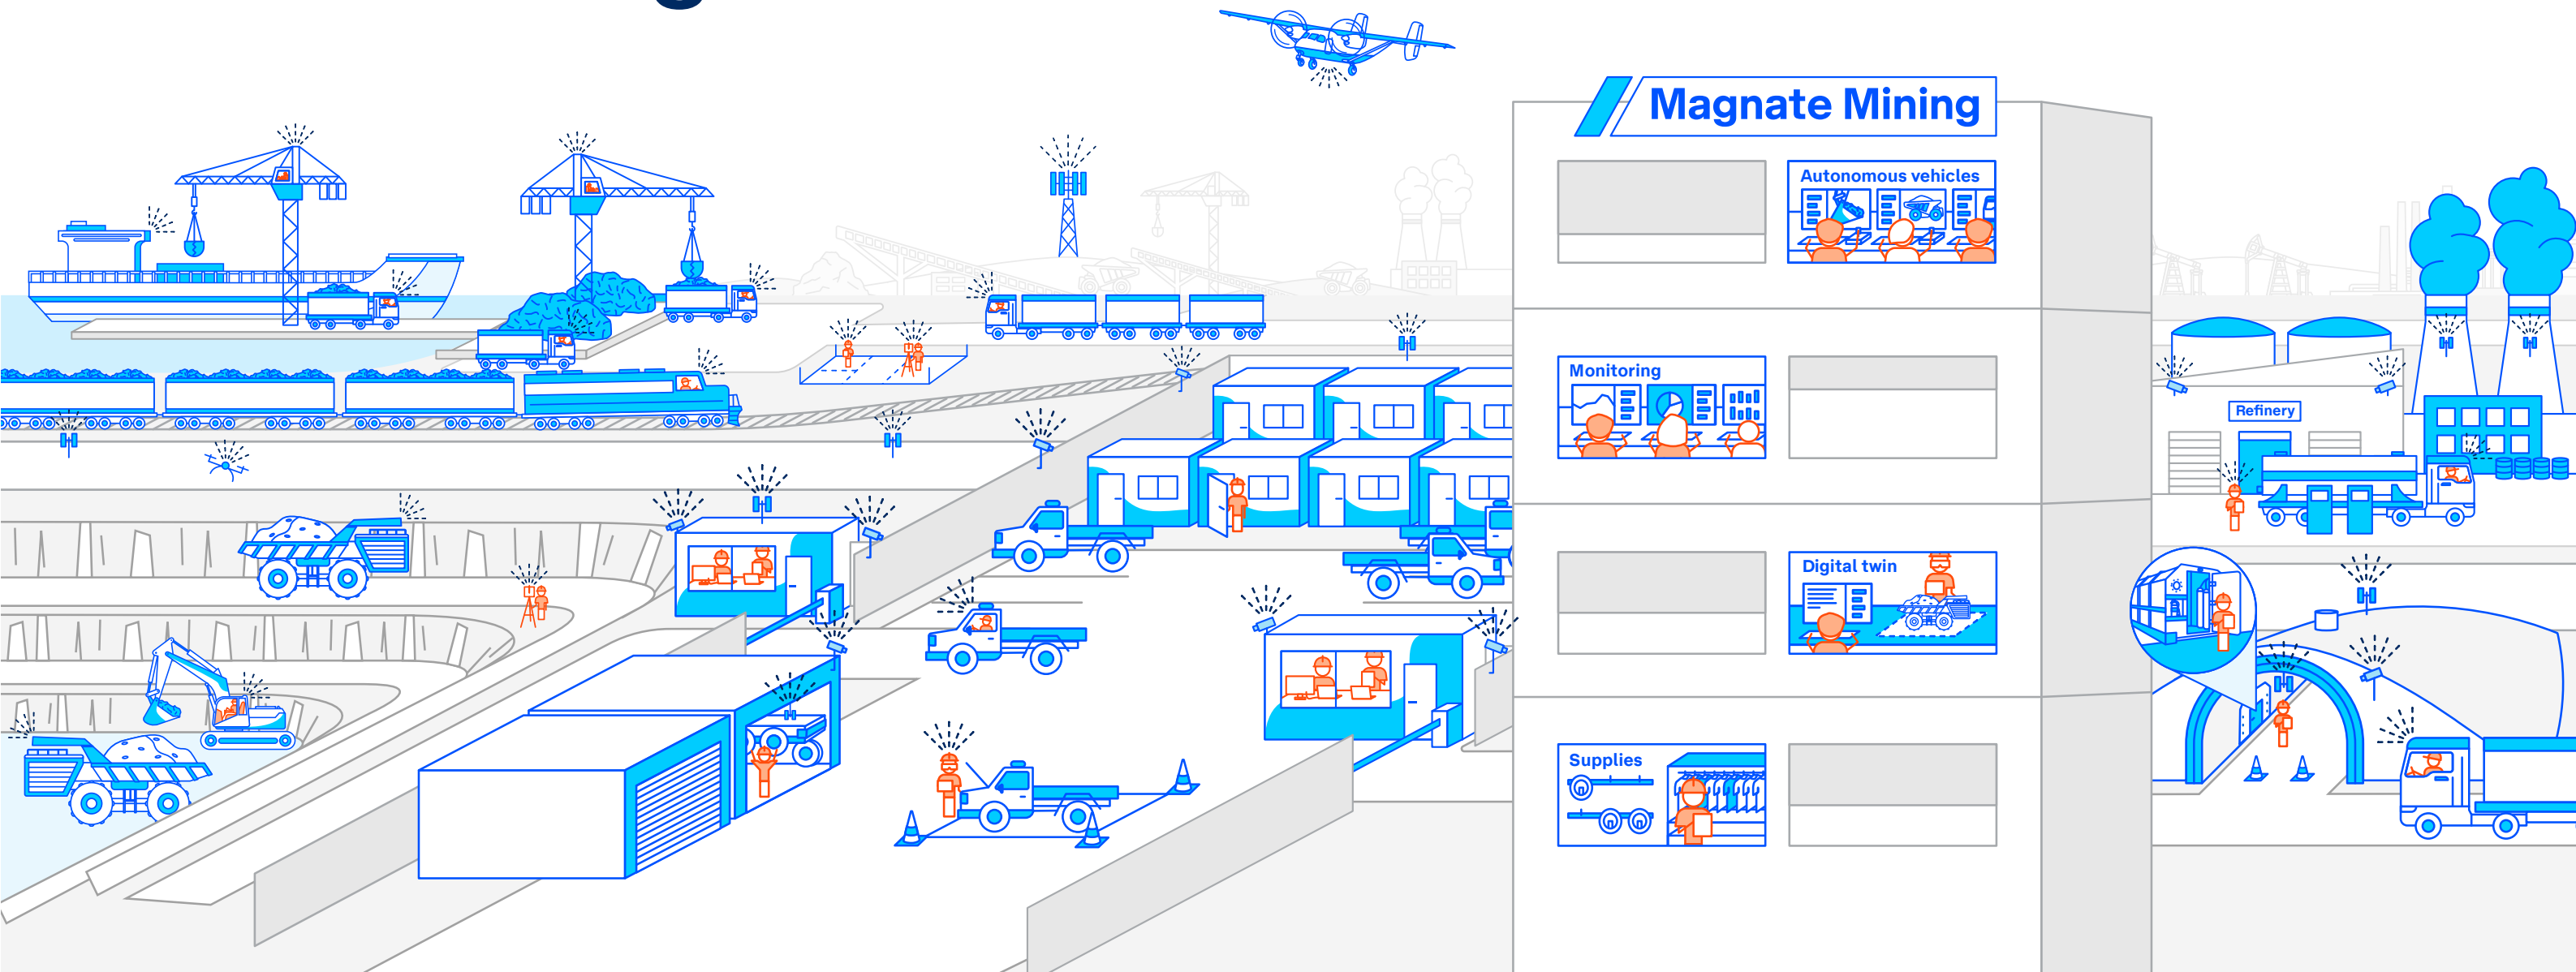 Magnate Mining
Autonomous vehicles
Monitoring
Refinery
Digital twin
Supplies